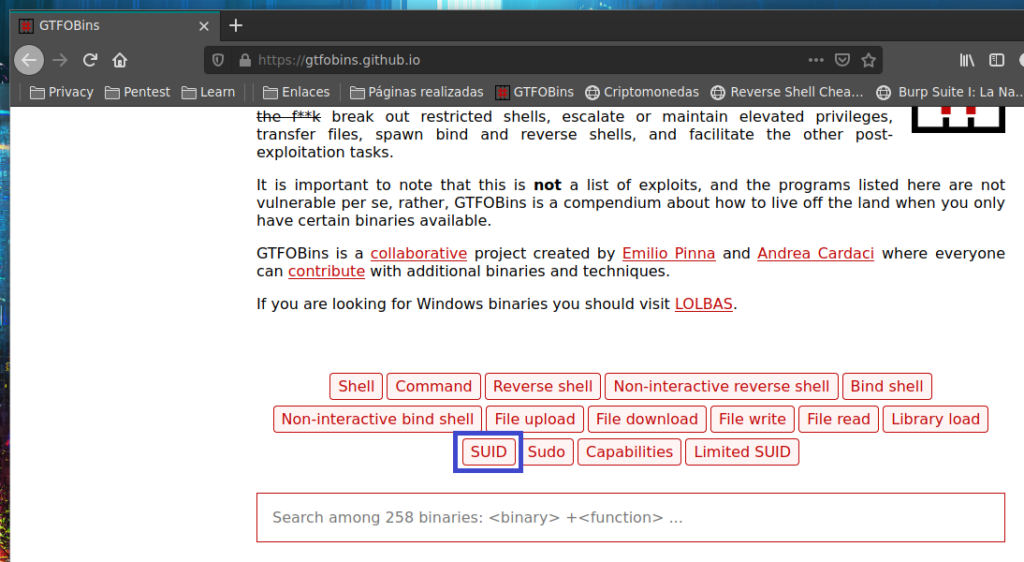 GTFOBins
https://gtfobins.github.io
Privacy Pentest Learn Enlaces Páginas realizadas GTFOBins Criptomonedas Reverse Shell Chea... Burp Suite I: La Na...
the f**k break out restricted shells, escalate or maintain elevated privileges,
transfer files, spawn bind and reverse shells, and facilitate the other post-
exploitation tasks.
It is important to note that this is not a list of exploits, and the programs listed here are not
vulnerable per se, rather, GTFOBins is a compendium about how to live off the land when you only
have certain binaries available.
GTFOBins is a collaborative project created by Emilio Pinna and Andrea Cardaci where everyone
can contribute with additional binaries and techniques.
If you are looking for Windows binaries you should visit LOLBAS.
Shell Command Reverse shell Non-interactive reverse shell Bind shell
Non-interactive bind shell File upload File download File write File read Library load
SUID Sudo Capabilities Limited SUID
Search among 258 binaries: <binary> +<function> ...